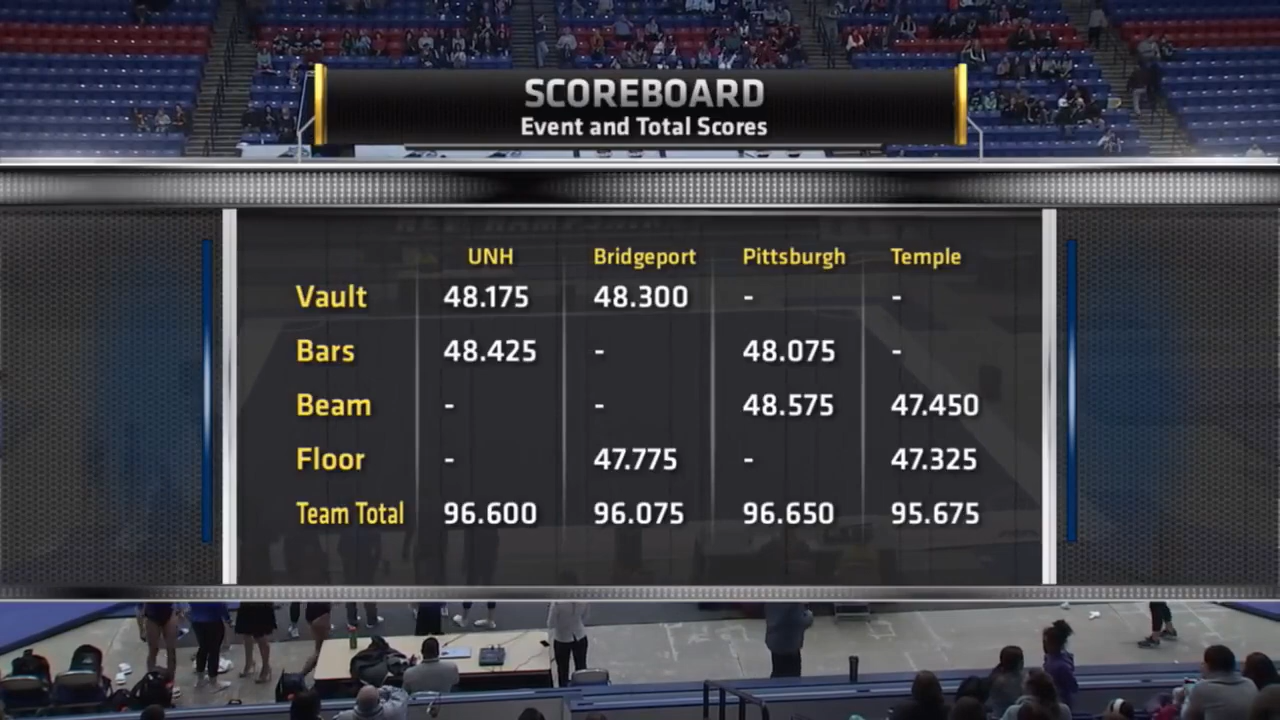 SCOREBOARD
Event and Total Scores
UNH Bridgeport Pittsburgh Temple
Vault 48.175 48.300 - -
Bars 48.425 - 48.075 -
Beam - - 48.575 47.450
Floor - 47.775 - 47.325
Team Total 96.600 96.075 96.650 95.675